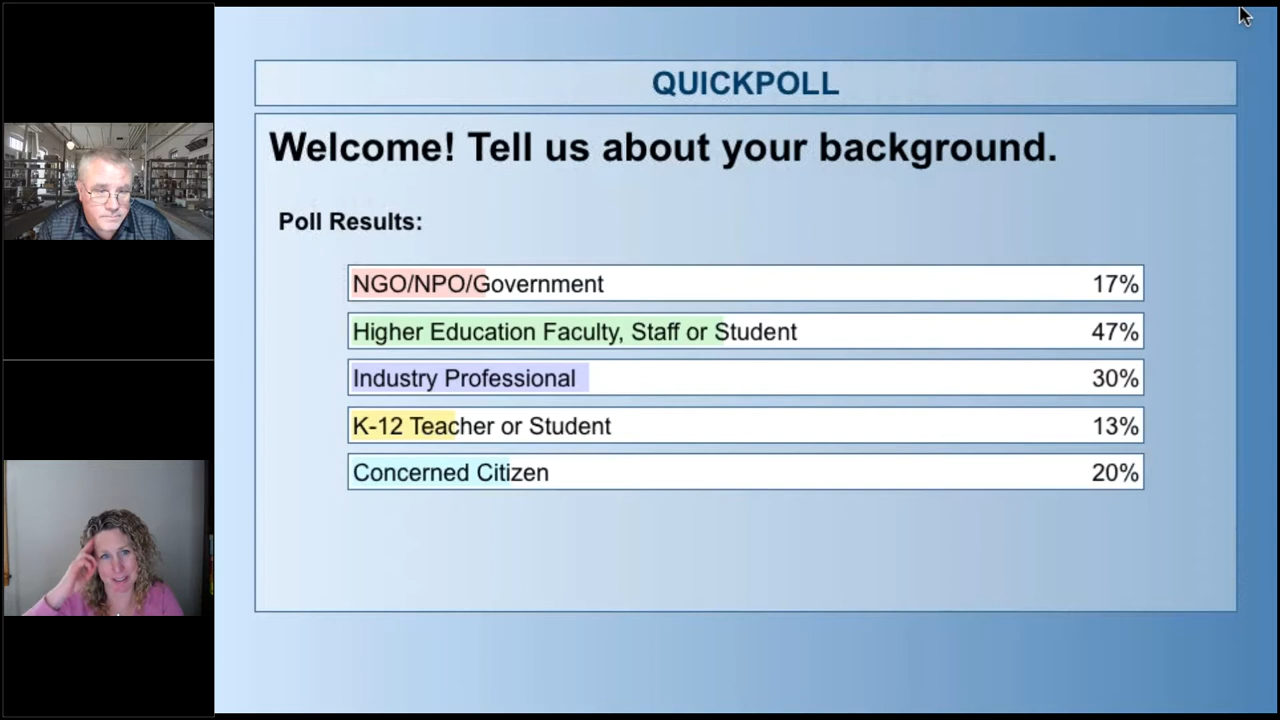 QUICKPOLL
Welcome! Tell us about your background.
Poll Results:
NGO/NPO/Government 17%
Higher Education Faculty, Staff or Student 47%
Industry Professional 30%
K-12 Teacher or Student 13%
Concerned Citizen 20%